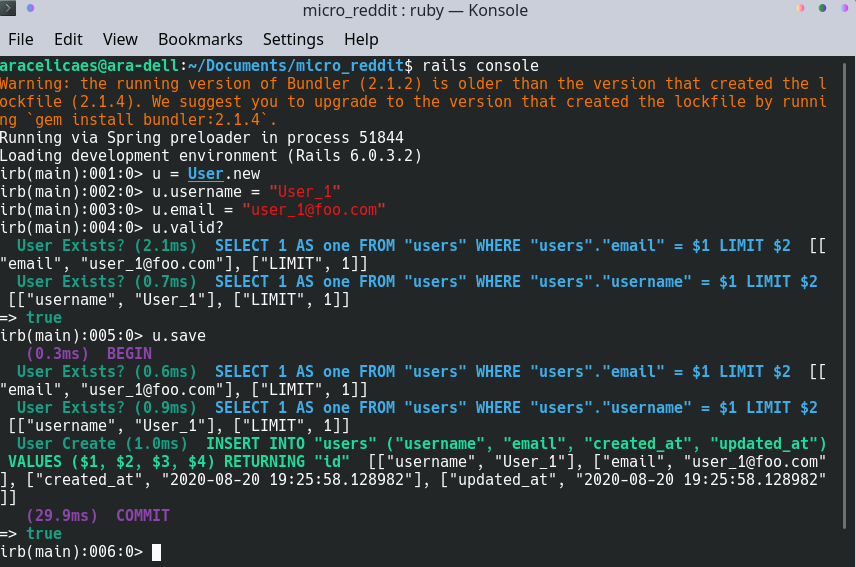 micro_reddit : ruby — Konsole
File Edit View Bookmarks Settings Help
aracellcaes@ara-dell:~/Documents/micro_reddit$ rails console
Warning: the running version of Bundler (2.1.2) is older than the version that created the l
ockfile (2.1.4). We suggest you to upgrade to the version that created the lockfile by runni
ng `gem install bundler:2.1.4`.
Running via Spring preloader in process 51844
Loading development environment (Rails 6.0.3.2)
irb(main):001:0> u = User.new
irb(main):002:0> u.username = "User_1"
irb(main):003:0> u.email = "user_1@foo.com"
irb(main):004:0> u.valid?
  User Exists? (2.1ms)  SELECT 1 AS one FROM "users" WHERE "users"."email" = $1 LIMIT $2  [[
"email", "user_1@foo.com"], ["LIMIT", 1]]
  User Exists? (0.7ms)  SELECT 1 AS one FROM "users" WHERE "users"."username" = $1 LIMIT $2
 [["username", "User_1"], ["LIMIT", 1]]
=> true
irb(main):005:0> u.save
   (0.3ms)  BEGIN
  User Exists? (0.6ms)  SELECT 1 AS one FROM "users" WHERE "users"."email" = $1 LIMIT $2  [[
"email", "user_1@foo.com"], ["LIMIT", 1]]
  User Exists? (0.9ms)  SELECT 1 AS one FROM "users" WHERE "users"."username" = $1 LIMIT $2
 [["username", "User_1"], ["LIMIT", 1]]
  User Create (1.0ms)  INSERT INTO "users" ("username", "email", "created_at", "updated_at")
 VALUES ($1, $2, $3, $4) RETURNING "id"  [["username", "User_1"], ["email", "user_1@foo.com"
], ["created_at", "2020-08-20 19:25:58.128982"], ["updated_at", "2020-08-20 19:25:58.128982"
]]
   (29.9ms)  COMMIT
=> true
irb(main):006:0>